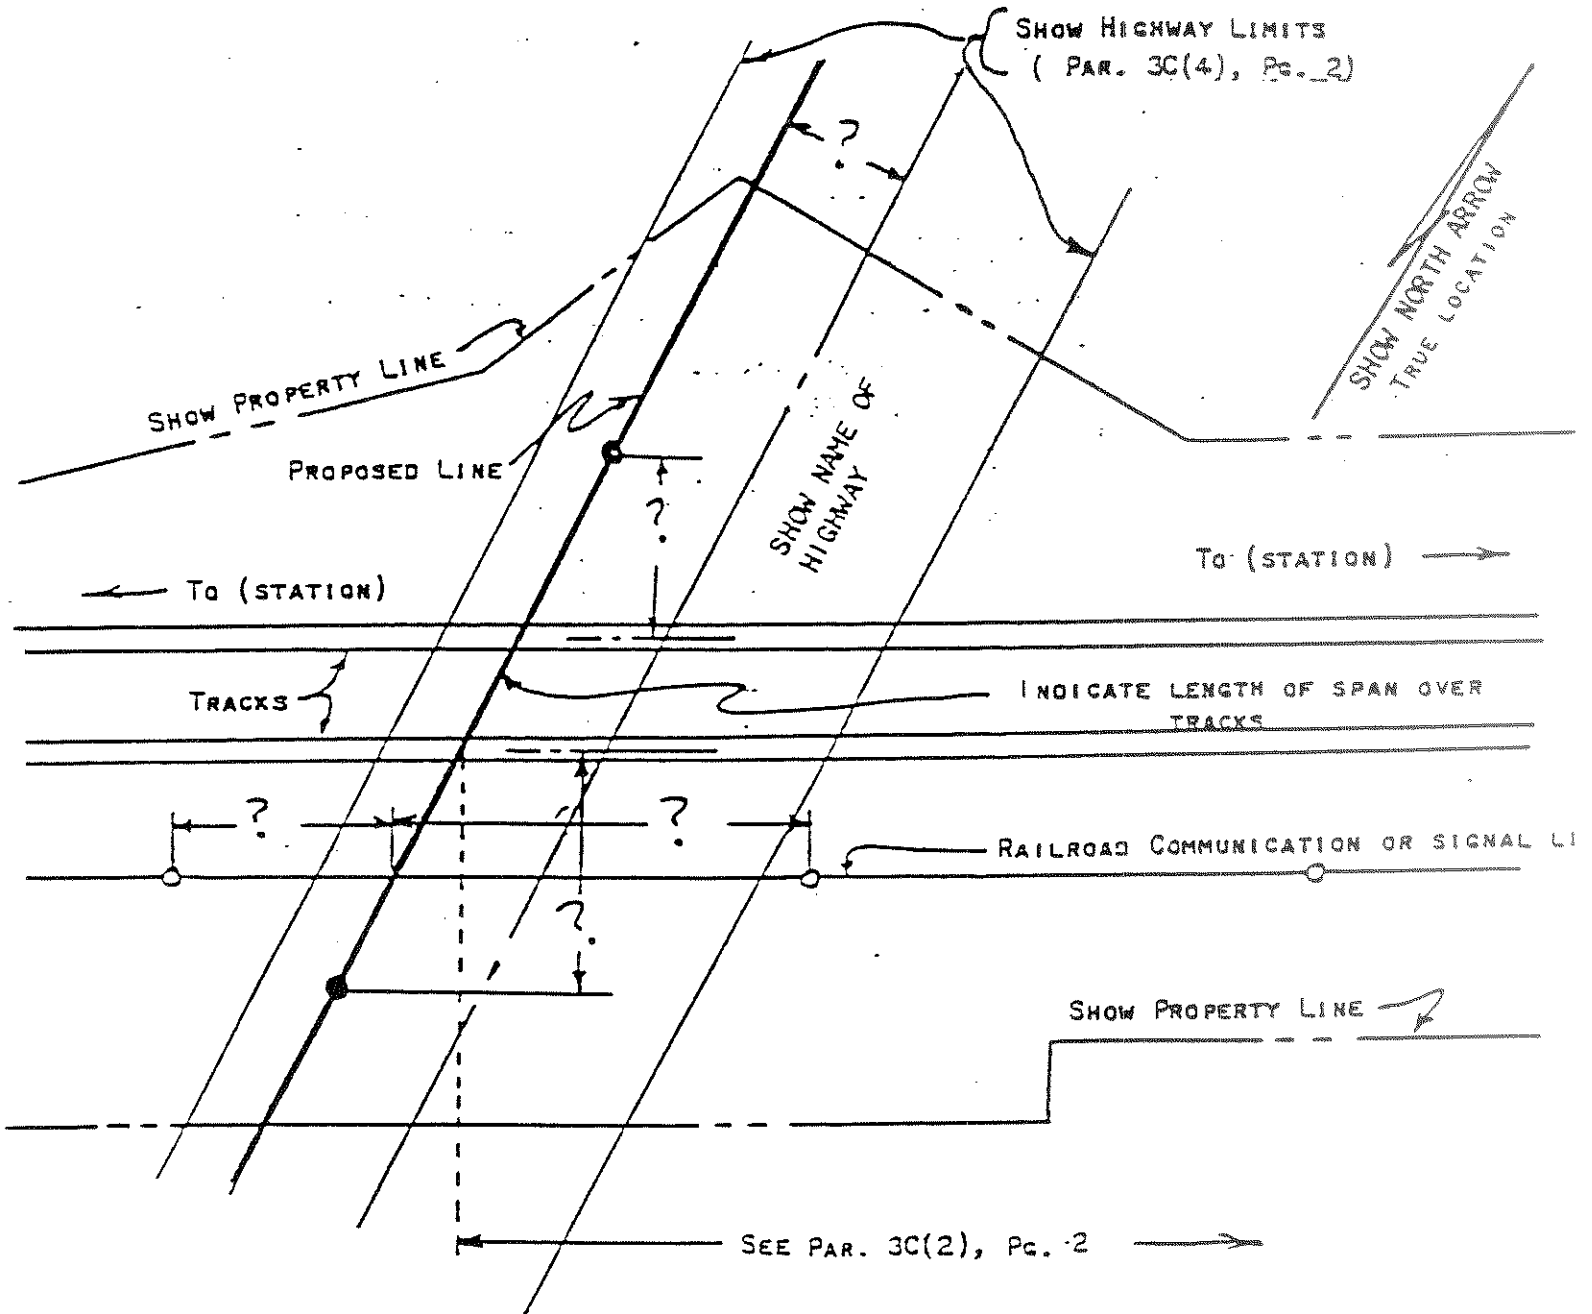 SHOW HIGHWAY LIMITS
( PAR. 3C(4), PG. 2)
?
SHOW NORTH ARROW
TRUE LOCATION
SHOW PROPERTY LINE
PROPOSED LINE
?
SHOW NAME OF
HIGHWAY
TO (STATION)
TO (STATION)
TRACKS
INDICATE LENGTH OF SPAN OVER
TRACKS
?
?
RAILROAD COMMUNICATION OR SIGNAL LI
?
SHOW PROPERTY LINE
SEE PAR. 3C(2), PG. 2